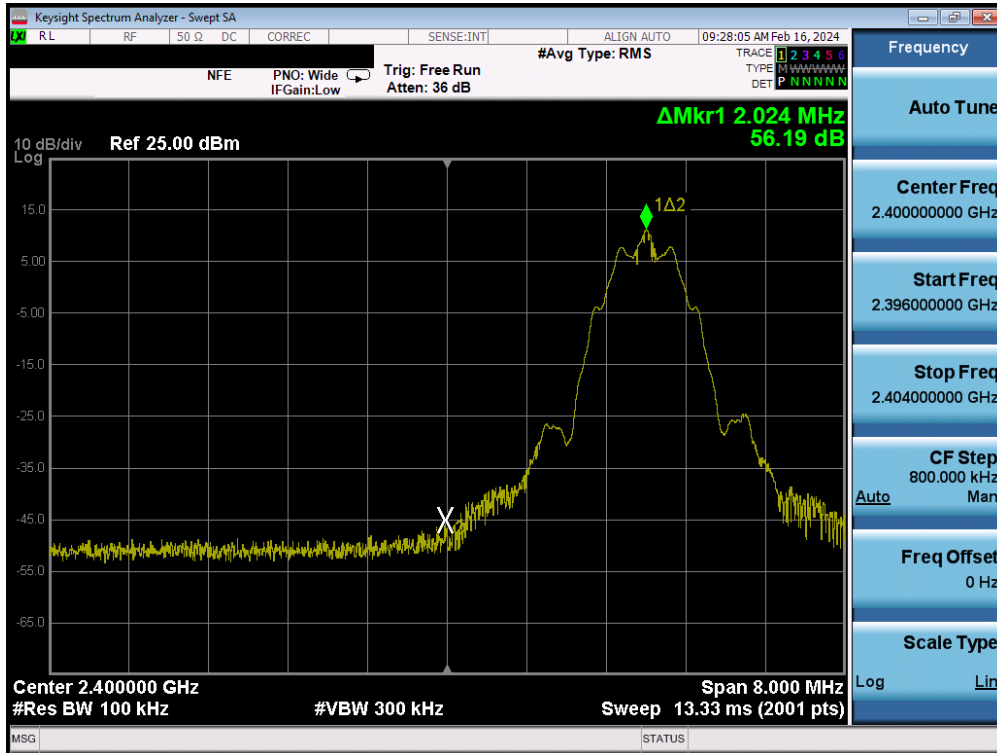 Keysight Spectrum Analyzer - Swept SA
LXI RL RF 50 Ω DC CORREC SENSE:INT ALIGN AUTO 09:28:05 AM Feb 16, 2024
NFE PNO: Wide Trig: Free Run #Avg Type: RMS TRACE 1 2 3 4 5 6
IFGain:Low Atten: 36 dB TYPE M WWWWW
DET P N N N N N
ΔMkr1 2.024 MHz
56.19 dB
10 dB/div Ref 25.00 dBm
Log
1Δ2
15.0
5.00
-5.00
-15.0
-25.0
-35.0
-45.0
X
-55.0
-65.0
Center 2.400000 GHz Span 8.000 MHz
#Res BW 100 kHz #VBW 300 kHz Sweep 13.33 ms (2001 pts)
MSG STATUS
Frequency
Auto Tune
Center Freq
2.400000000 GHz
Start Freq
2.396000000 GHz
Stop Freq
2.404000000 GHz
CF Step
800.000 kHz
Auto Man
Freq Offset
0 Hz
Scale Type
Log Lin